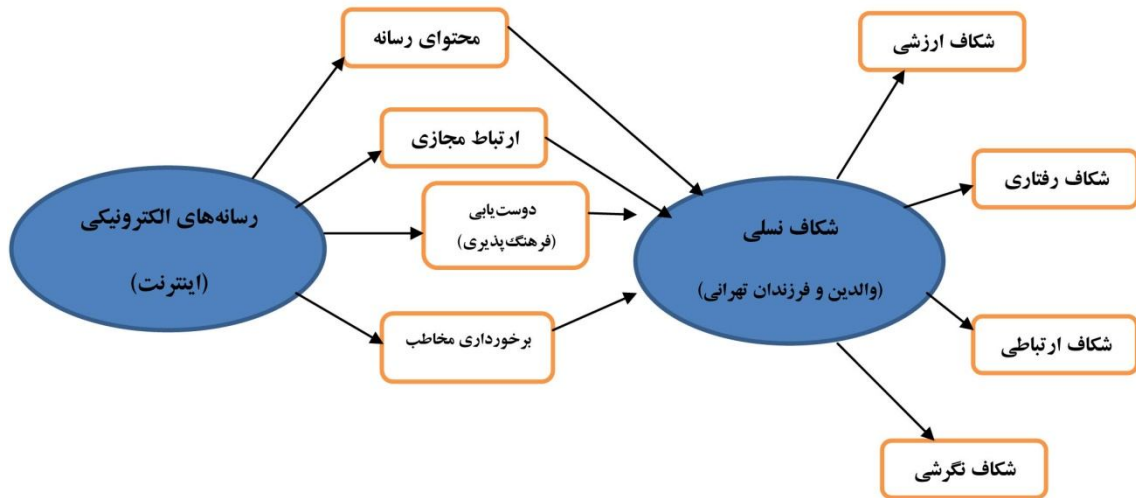 محتوای رسانه
ارتباط مجازی
دوست‌یابی
(فرهنگ‌پذیری)
برخورداری مخاطب
رسانه‌های الکترونیکی
(اینترنت)
شکاف نسلی
(والدین و فرزندان تهرانی)
شکاف ارزشی
شکاف رفتاری
شکاف ارتباطی
شکاف نگرشی